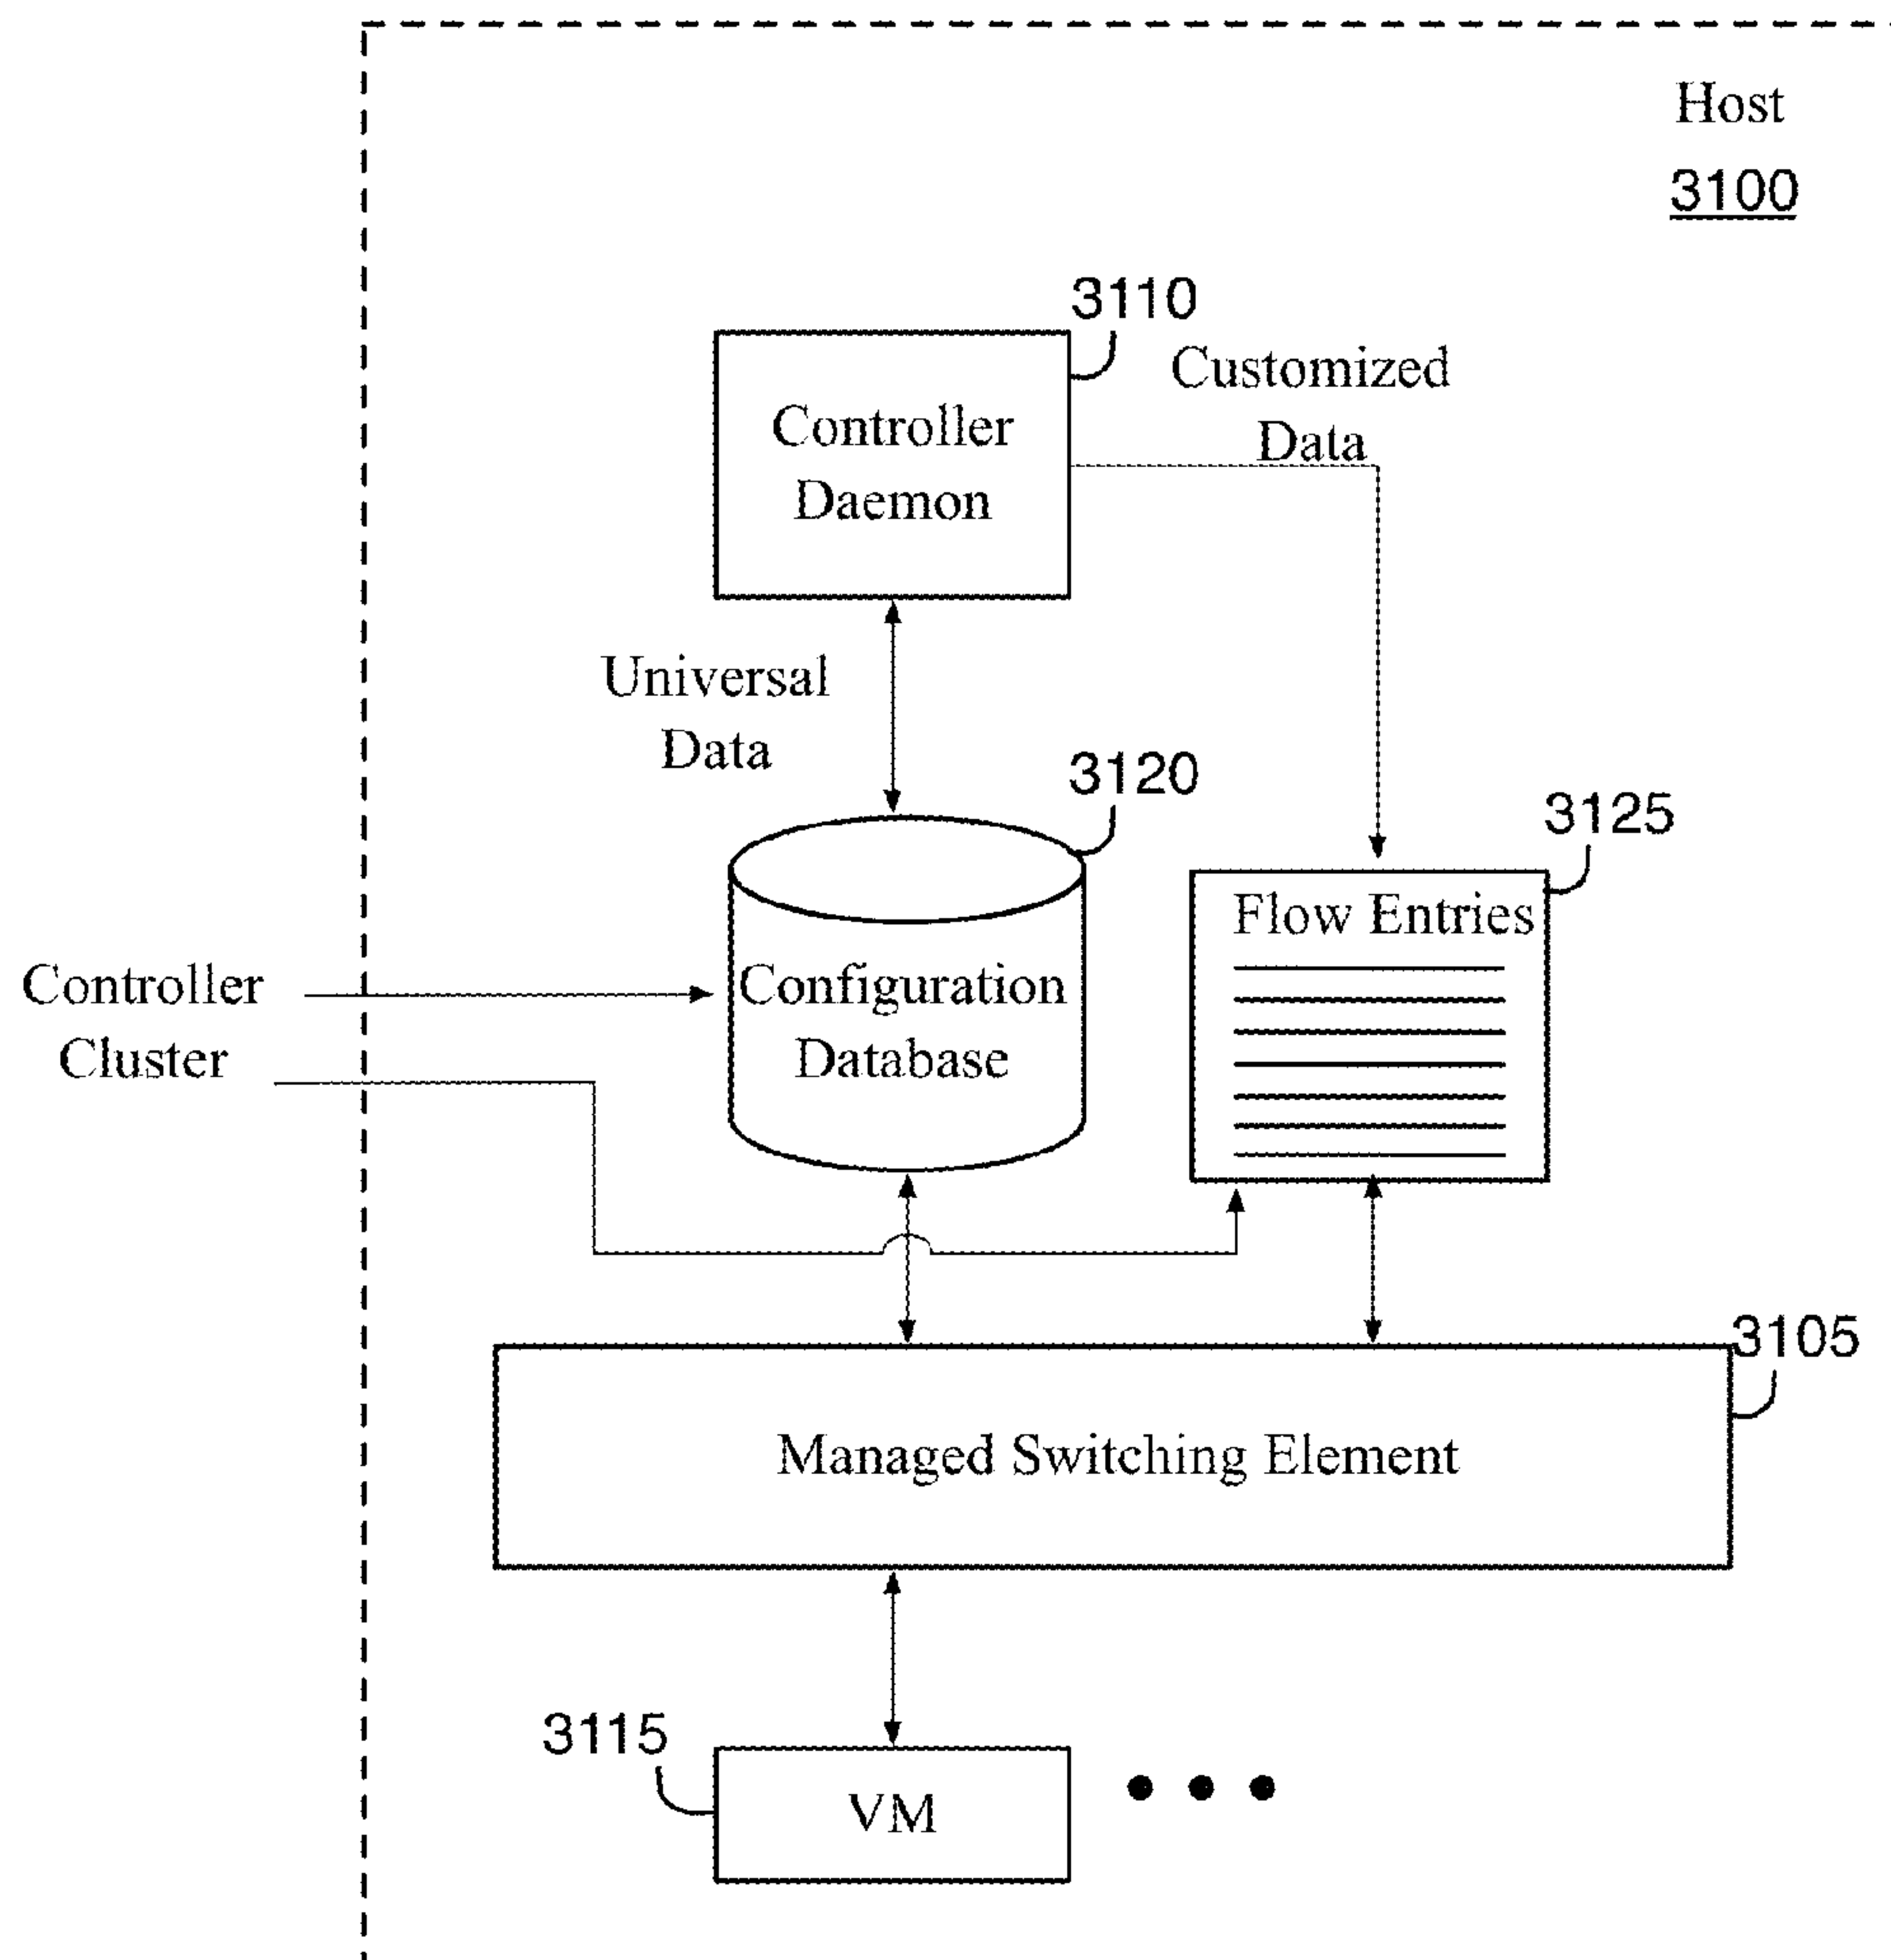 Host
3100
3110
Customized
Data
Controller
Daemon
Universal
Data
3120
3125
Flow Entries
Controller
Cluster
Configuration
Database
3105
Managed Switching Element
3115
VM